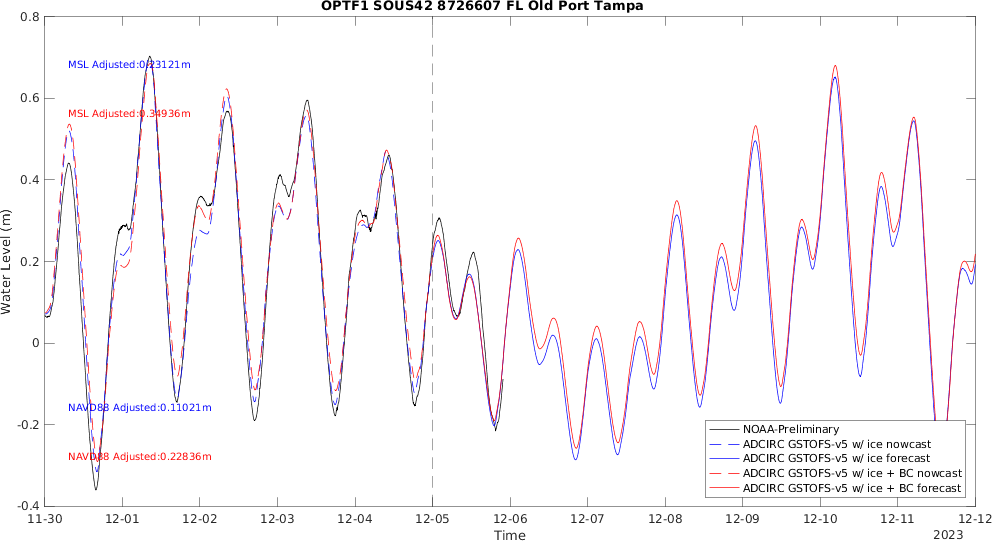 OPTF1 SOUS42 8726607 FL Old Port Tampa
0.8
0.6
0.4
0.2
0
-0.2
-0.4
Water Level (m)
MSL Adjusted:0.23121m
MSL Adjusted:0.34936m
NAVD88 Adjusted:0.11021m
NAVD88 Adjusted:0.22836m
NOAA-Preliminary
ADCIRC GSTOFS-v5 w/ ice nowcast
ADCIRC GSTOFS-v5 w/ ice forecast
ADCIRC GSTOFS-v5 w/ ice + BC nowcast
ADCIRC GSTOFS-v5 w/ ice + BC forecast
11-30 12-01 12-02 12-03 12-04 12-05 12-06 12-07 12-08 12-09 12-10 12-11 12-12
Time
2023